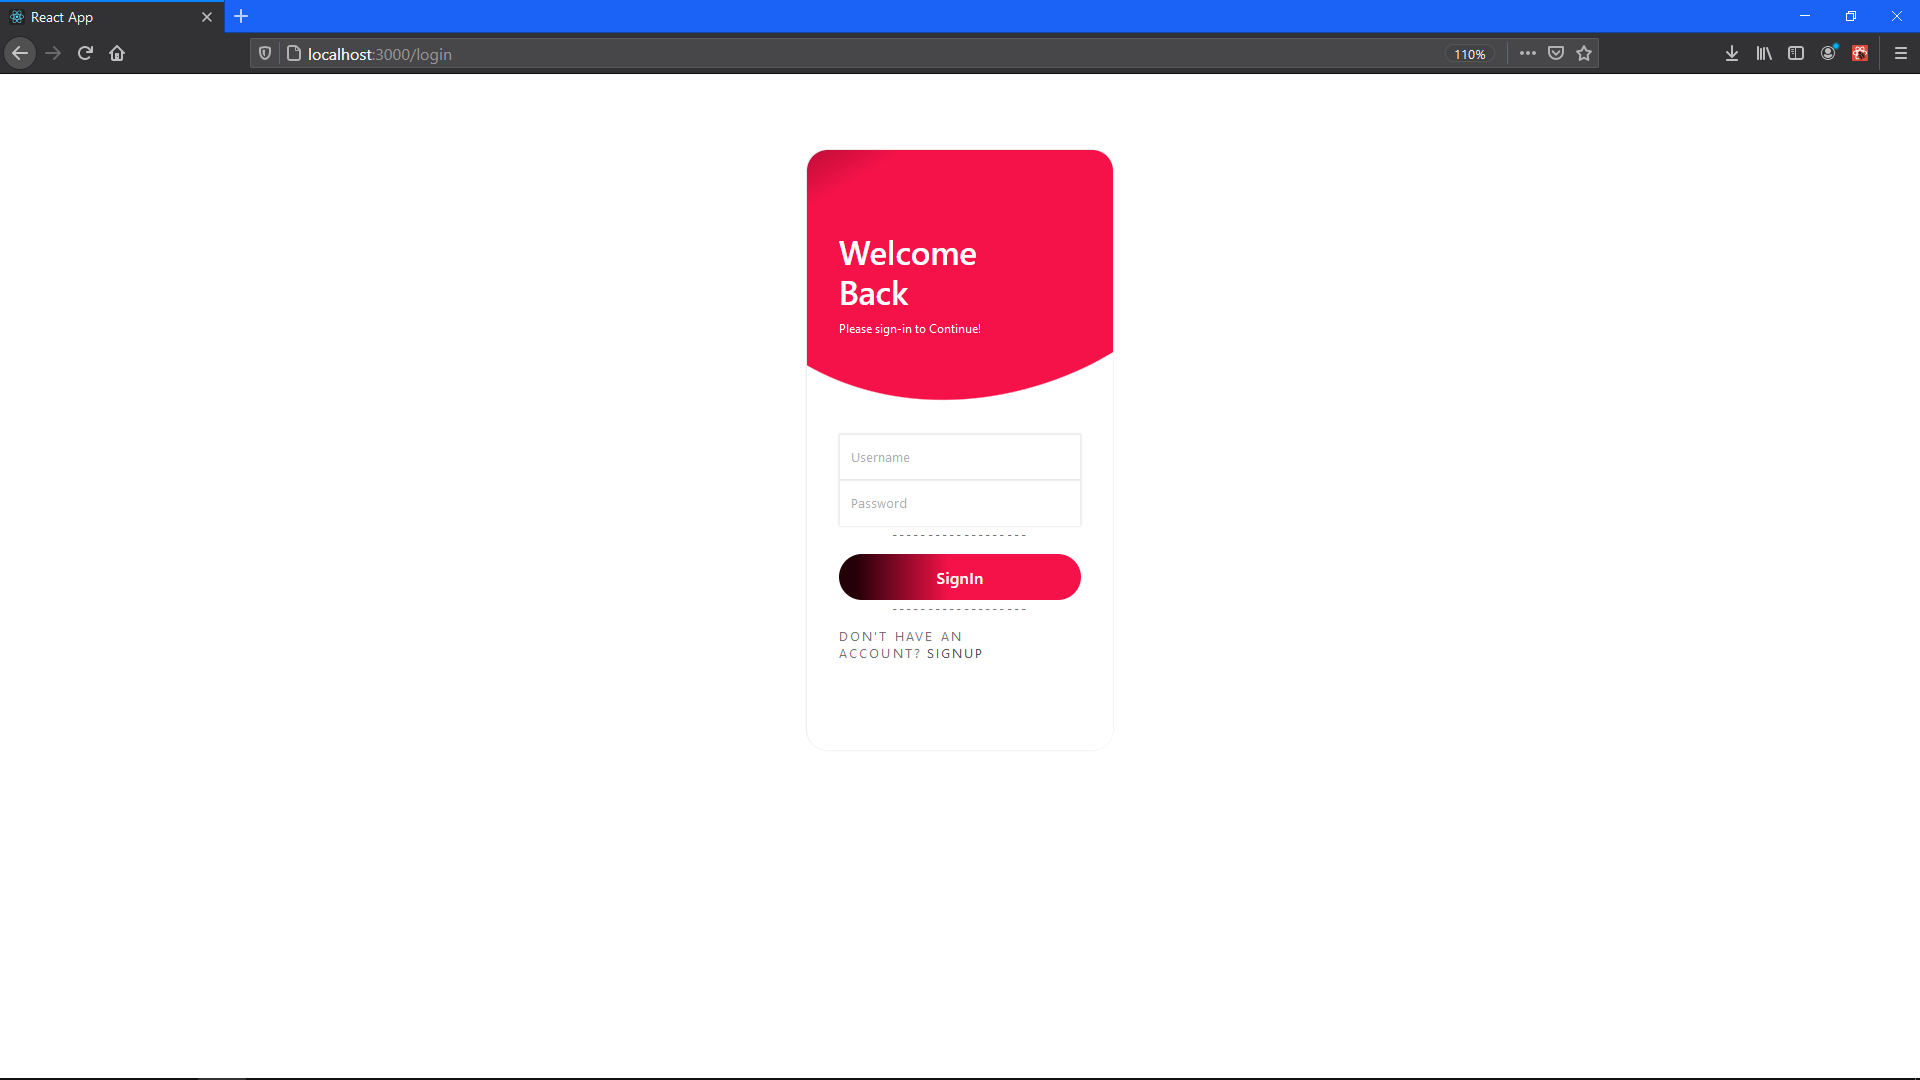 React App
localhost:3000/login
110%
Welcome
Back
Please sign-in to Continue!
Username
Password
-------------------
SignIn
-------------------
DON'T HAVE AN
ACCOUNT? SIGNUP